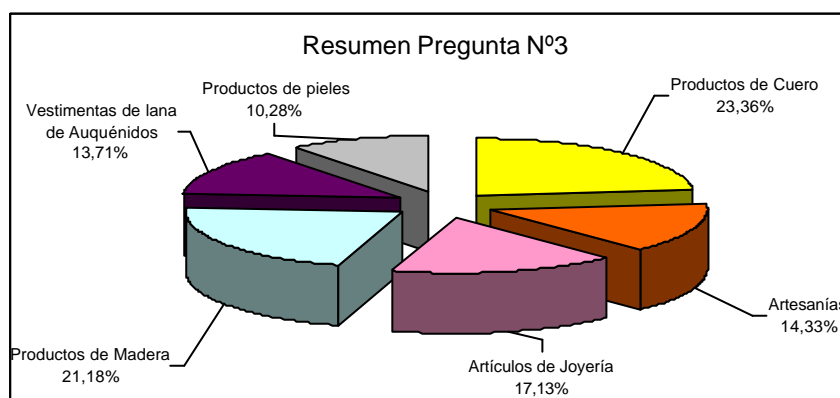 Resumen Pregunta Nº3
Productos de Cuero
23,36%
Artesanías
14,33%
Artículos de Joyería
17,13%
Productos de Madera
21,18%
Vestimentas de lana
de Auquénidos
13,71%
Productos de pieles
10,28%